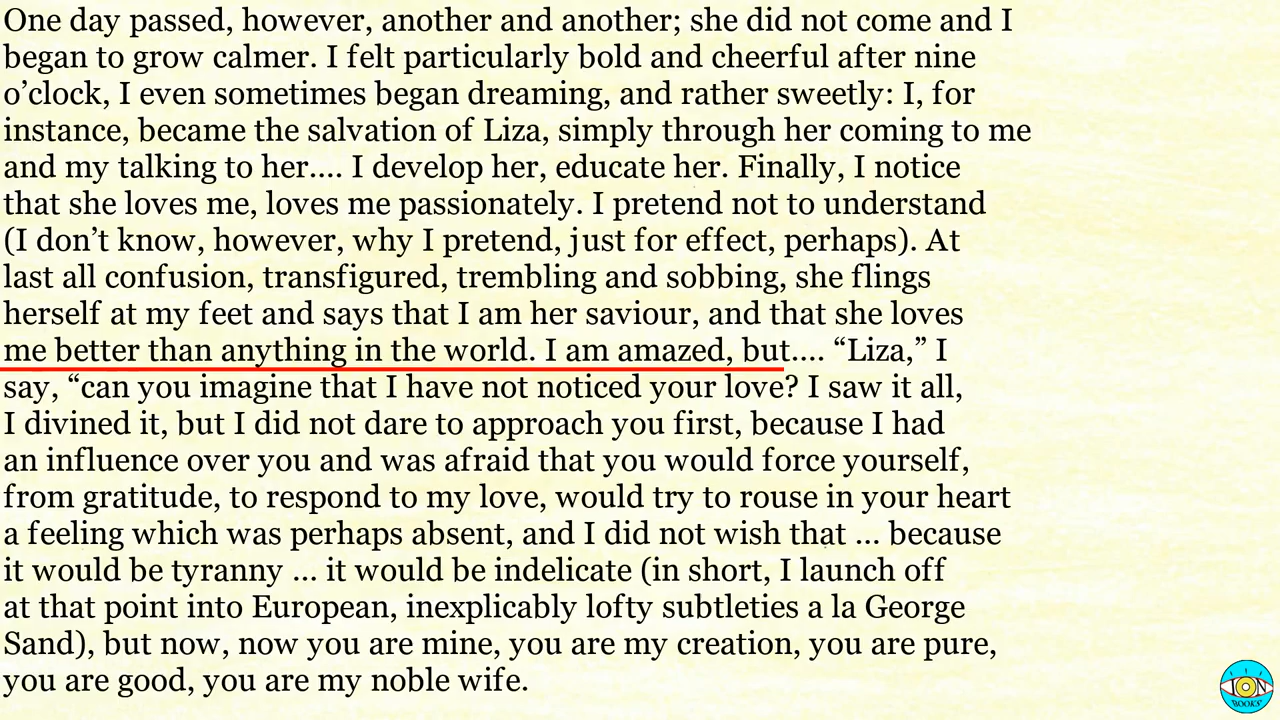 One day passed, however, another and another; she did not come and I
began to grow calmer. I felt particularly bold and cheerful after nine
o’clock, I even sometimes began dreaming, and rather sweetly: I, for
instance, became the salvation of Liza, simply through her coming to me
and my talking to her.... I develop her, educate her. Finally, I notice
that she loves me, loves me passionately. I pretend not to understand
(I don’t know, however, why I pretend, just for effect, perhaps). At
last all confusion, transfigured, trembling and sobbing, she flings
herself at my feet and says that I am her saviour, and that she loves
me better than anything in the world. I am amazed, but.... “Liza,” I
say, “can you imagine that I have not noticed your love? I saw it all,
I divined it, but I did not dare to approach you first, because I had
an influence over you and was afraid that you would force yourself,
from gratitude, to respond to my love, would try to rouse in your heart
a feeling which was perhaps absent, and I did not wish that ... because
it would be tyranny ... it would be indelicate (in short, I launch off
at that point into European, inexplicably lofty subtleties a la George
Sand), but now, now you are mine, you are my creation, you are pure,
you are good, you are my noble wife.
ION
BOOKS